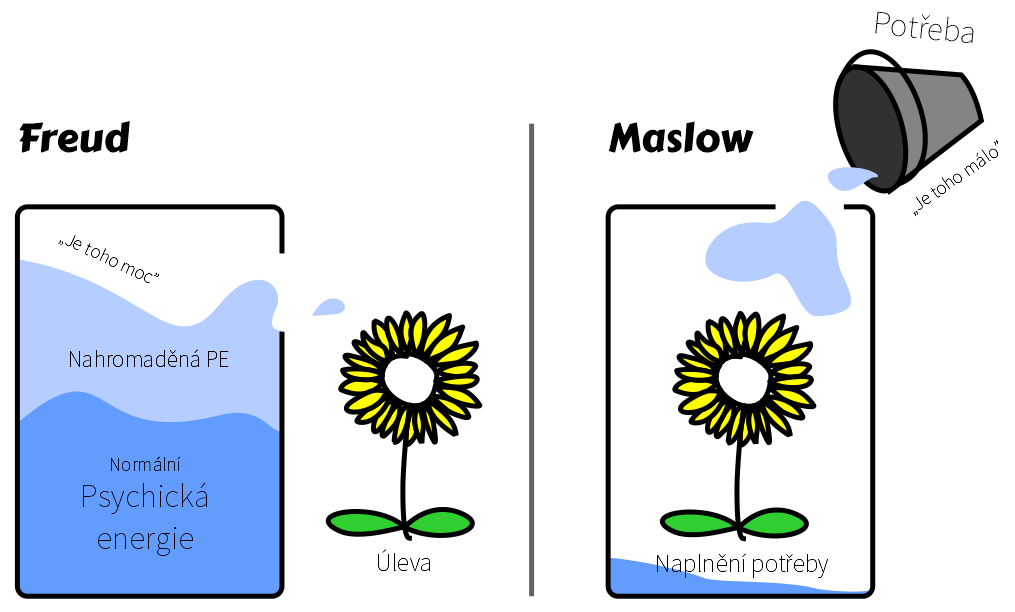 Freud
„Je toho moc”
Nahromaděná PE
Normální
Psychická
energie
Úleva
Maslow
Potřeba
„Je toho málo”
Naplnění potřeby